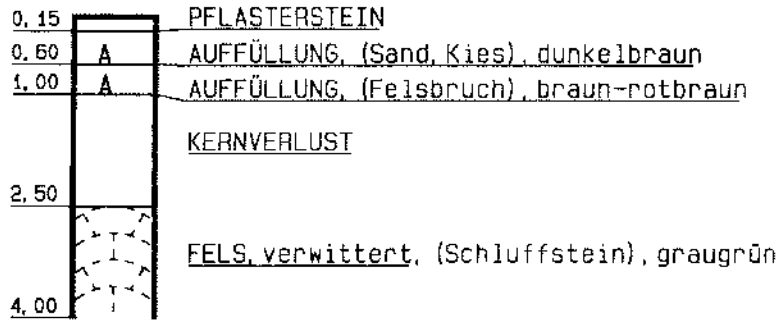 0,15 PFLASTERSTEIN
0,60 A AUFFÜLLUNG, (Sand, Kies), dunkelbraun
1,00 A AUFFÜLLUNG, (Felsbruch), braun-rotbraun
KERNVERLUST
2,50
FELS, verwittert, (Schluffstein), graugrün
4,00